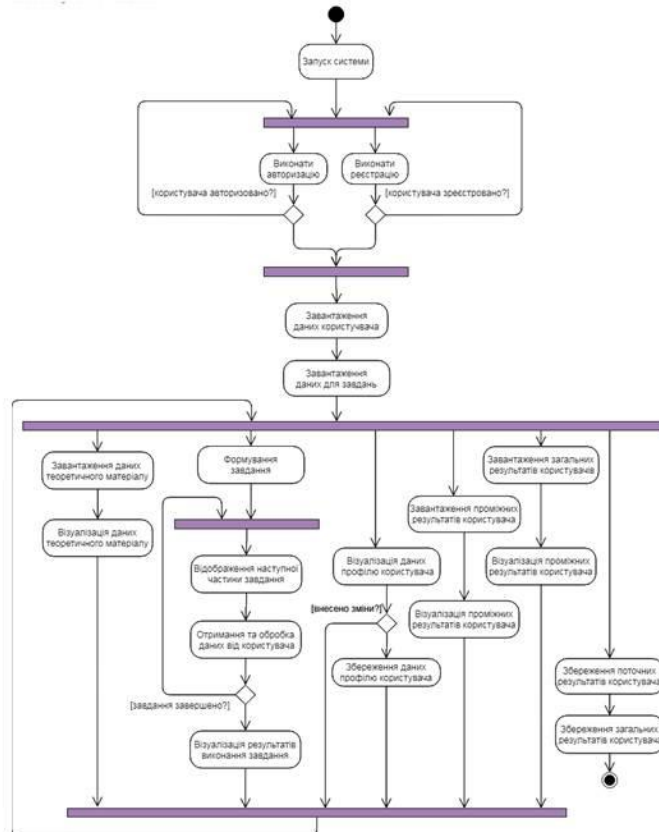 Запуск системи
Виконати
авторизацію
Виконати
реєстрацію
[користувача авторизовано?]
[користувача зреєстровано?]
Завантаження
даних користучвача
Завантаження
даних для завдань
Завантаження даних
теоретичного матеріалу
Формування
завдання
Завантаження загальних
результатів користувачів
Завантаження проміжних
результатів користувача
Візуалізація даних
теоретичного матеріалу
Відображення наступної
частини завдання
Візуалізація даних
профілю користувача
Візуалізація проміжних
результатів користувача
[внесено зміни?]
Візуалізація проміжних
результатів користувача
Отримання та обробка
даних від користувача
Збереження даних
профілю користувача
Збереження поточних
результатів користувача
[завдання завершено?]
Візуалізація результатів
виконання завдання
Збереження загальних
результатів користувача